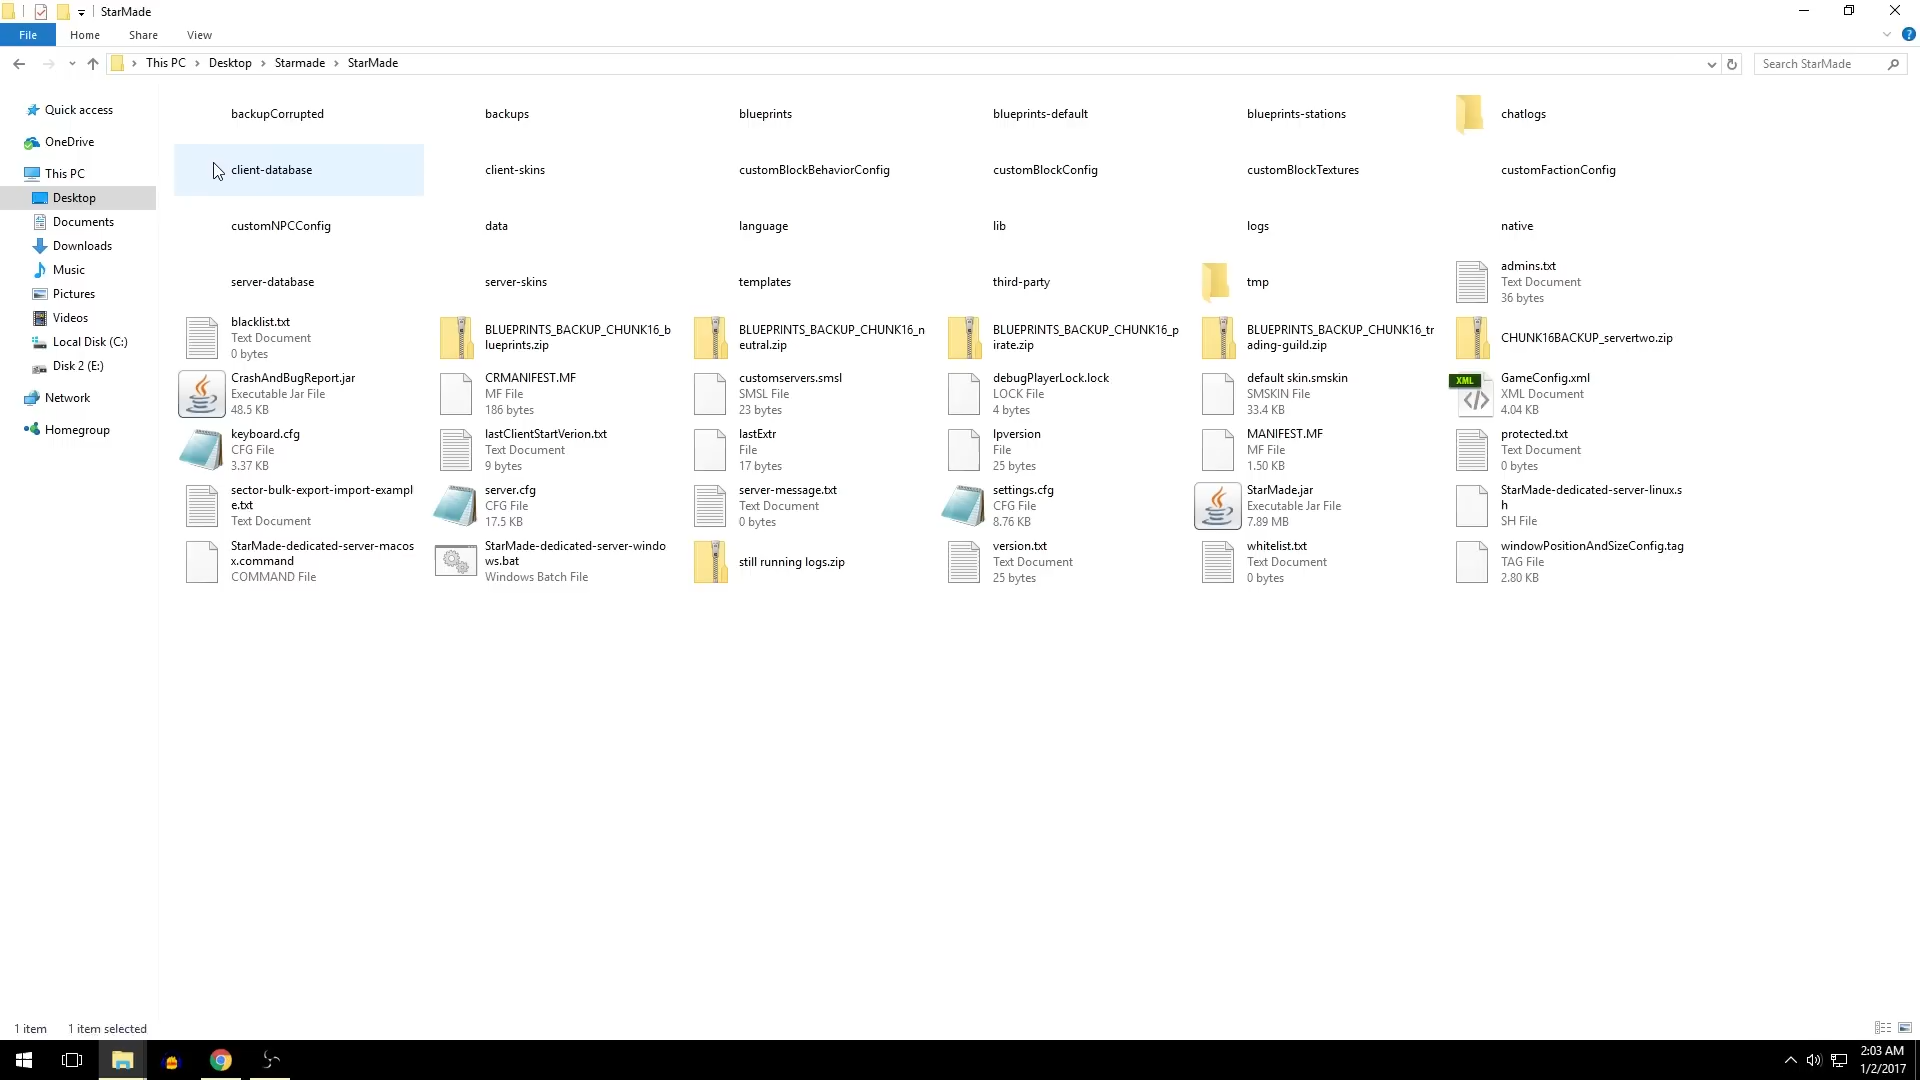 StarMade
File Home Share View
This PC Desktop Starmade StarMade
Search StarMade
Quick access
OneDrive
This PC
Desktop
Documents
Downloads
Music
Pictures
Videos
Local Disk (C:)
Disk 2 (E:)
Network
Homegroup
backupCorrupted
backups
blueprints
blueprints-default
blueprints-stations
chatlogs
client-database
client-skins
customBlockBehaviorConfig
customBlockConfig
customBlockTextures
customFactionConfig
customNPCConfig
data
language
lib
logs
native
server-database
server-skins
templates
third-party
tmp
admins.txt
Text Document
36 bytes
blacklist.txt
Text Document
0 bytes
BLUEPRINTS_BACKUP_CHUNK16_b
lueprints.zip
BLUEPRINTS_BACKUP_CHUNK16_n
eutral.zip
BLUEPRINTS_BACKUP_CHUNK16_p
irate.zip
BLUEPRINTS_BACKUP_CHUNK16_tr
ading-guild.zip
CHUNK16BACKUP_servertwo.zip
CrashAndBugReport.jar
Executable Jar File
48.5 KB
CRMANIFEST.MF
MF File
186 bytes
customservers.smsl
SMSL File
23 bytes
debugPlayerLock.lock
LOCK File
4 bytes
default skin.smskin
SMSKIN File
33.4 KB
XML
GameConfig.xml
XML Document
4.04 KB
keyboard.cfg
CFG File
3.37 KB
lastClientStartVerion.txt
Text Document
9 bytes
lastExtr
File
17 bytes
lpversion
File
25 bytes
MANIFEST.MF
MF File
1.50 KB
protected.txt
Text Document
0 bytes
sector-bulk-export-import-exampl
e.txt
Text Document
server.cfg
CFG File
17.5 KB
server-message.txt
Text Document
0 bytes
settings.cfg
CFG File
8.76 KB
StarMade.jar
Executable Jar File
7.89 MB
StarMade-dedicated-server-linux.s
h
SH File
StarMade-dedicated-server-macos
x.command
COMMAND File
StarMade-dedicated-server-windo
ws.bat
Windows Batch File
still running logs.zip
version.txt
Text Document
25 bytes
whitelist.txt
Text Document
0 bytes
windowPositionAndSizeConfig.tag
TAG File
2.80 KB
1 item 1 item selected
2:03 AM
1/2/2017